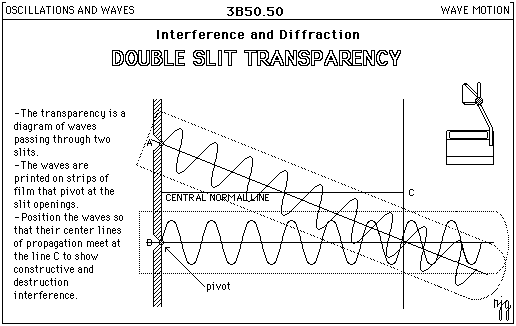 OSCILLATIONS AND WAVES
3B50.50
WAVE MOTION
Interference and Diffraction
DOUBLE SLIT TRANSPARENCY
-The transparency is a
diagram of waves
passing through two
slits.
-The waves are
printed on strips of
film that pivot at the
slit openings.
-Position the waves so
that their center lines
of propagation meet at
the line C to show
constructive and
destruction
interference.
A
CENTRAL NORMAL LINE
C
pivot